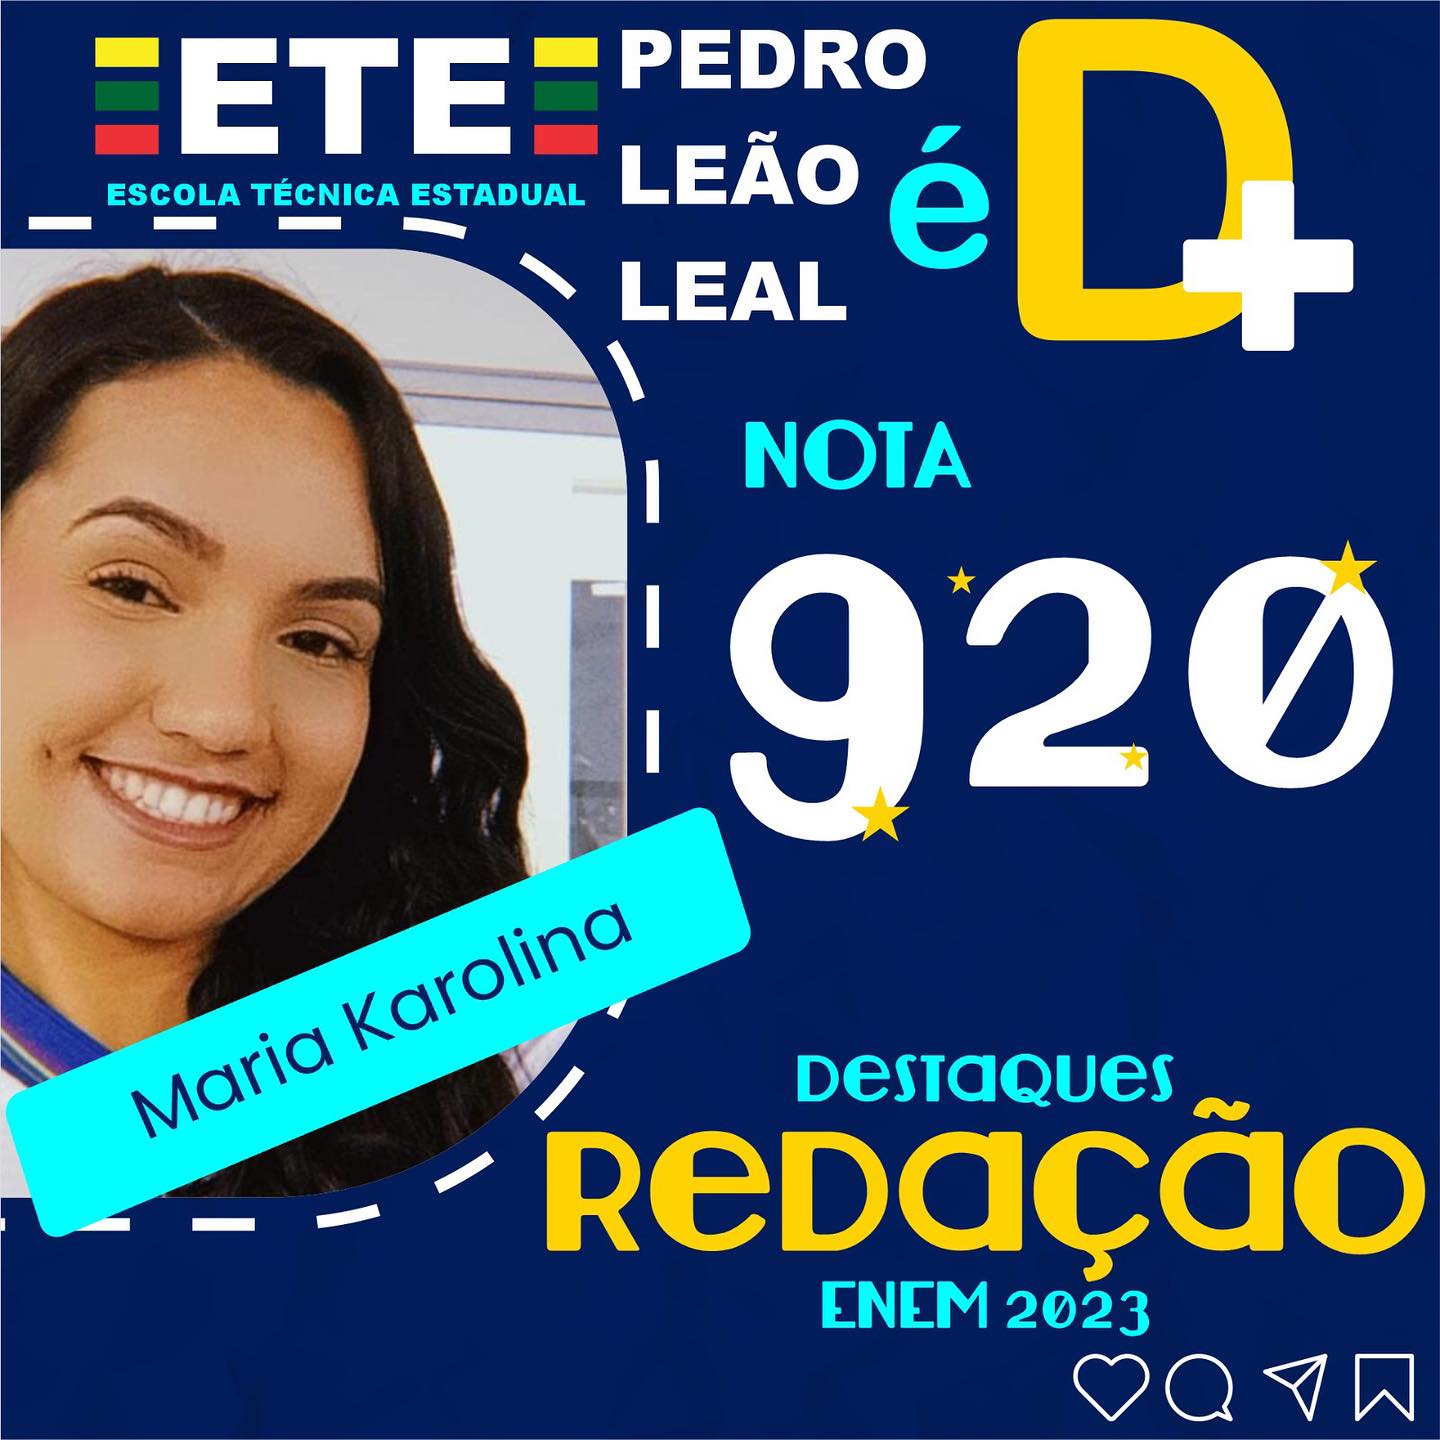 ETE
ESCOLA TÉCNICA ESTADUAL
PEDRO
LEÃO
LEAL
é
D+
NOTA
920
Maria Karolina
DESTAQUES
REDAÇÃO
ENEM 2023